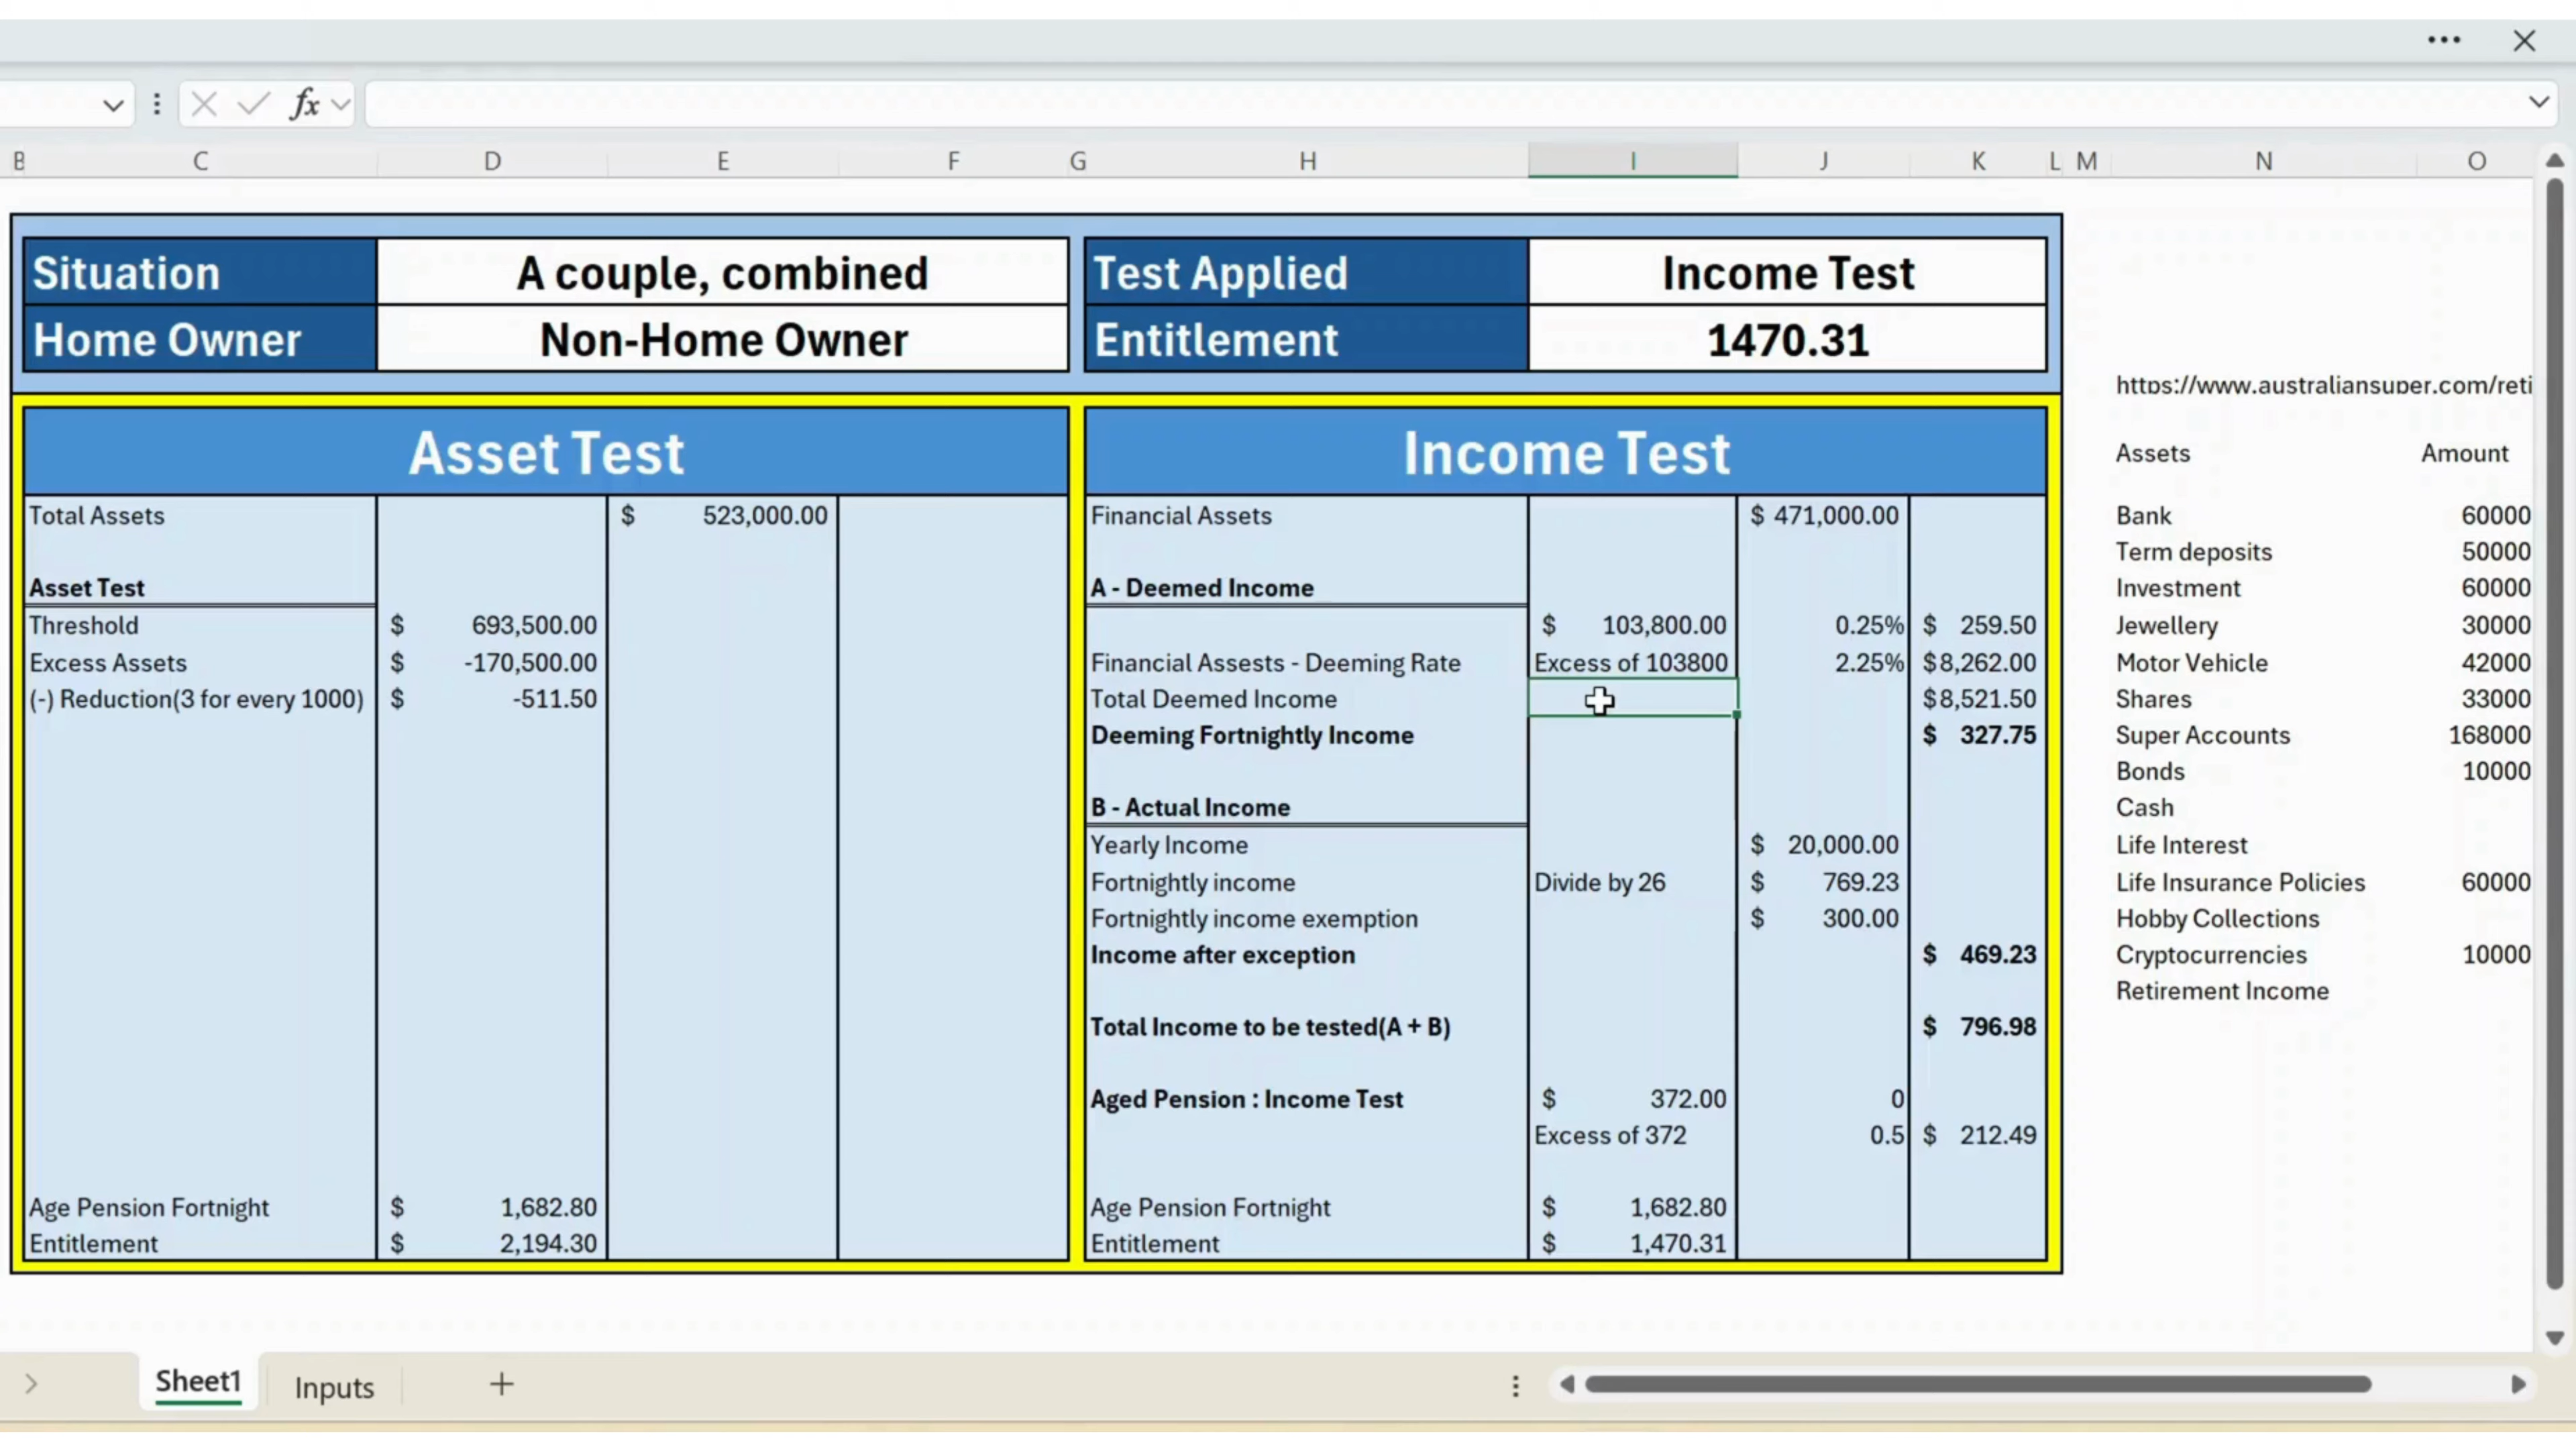 fx
B C D E F G H I J K L M N O
Situation A couple, combined Test Applied Income Test
Home Owner Non-Home Owner Entitlement 1470.31
https://www.australiansuper.com/reti
Asset Test Income Test Assets Amount
Total Assets $ 523,000.00 Financial Assets $ 471,000.00 Bank 60000
Term deposits 50000
Asset Test A - Deemed Income Investment 60000
Threshold $ 693,500.00 $ 103,800.00 0.25% $ 259.50 Jewellery 30000
Excess Assets $ -170,500.00 Financial Assests - Deeming Rate Excess of 103800 2.25% $8,262.00 Motor Vehicle 42000
(-) Reduction(3 for every 1000) $ -511.50 Total Deemed Income $8,521.50 Shares 33000
Deeming Fortnightly Income $ 327.75 Super Accounts 168000
Bonds 10000
B - Actual Income Cash
Yearly Income $ 20,000.00 Life Interest
Fortnightly income Divide by 26 $ 769.23 Life Insurance Policies 60000
Fortnightly income exemption $ 300.00 Hobby Collections
Income after exception $ 469.23 Cryptocurrencies 10000
Retirement Income
Total Income to be tested(A + B) $ 796.98
Aged Pension : Income Test $ 372.00 0
Excess of 372 0.5 $ 212.49
Age Pension Fortnight $ 1,682.80 Age Pension Fortnight $ 1,682.80
Entitlement $ 2,194.30 Entitlement $ 1,470.31
Sheet1 Inputs